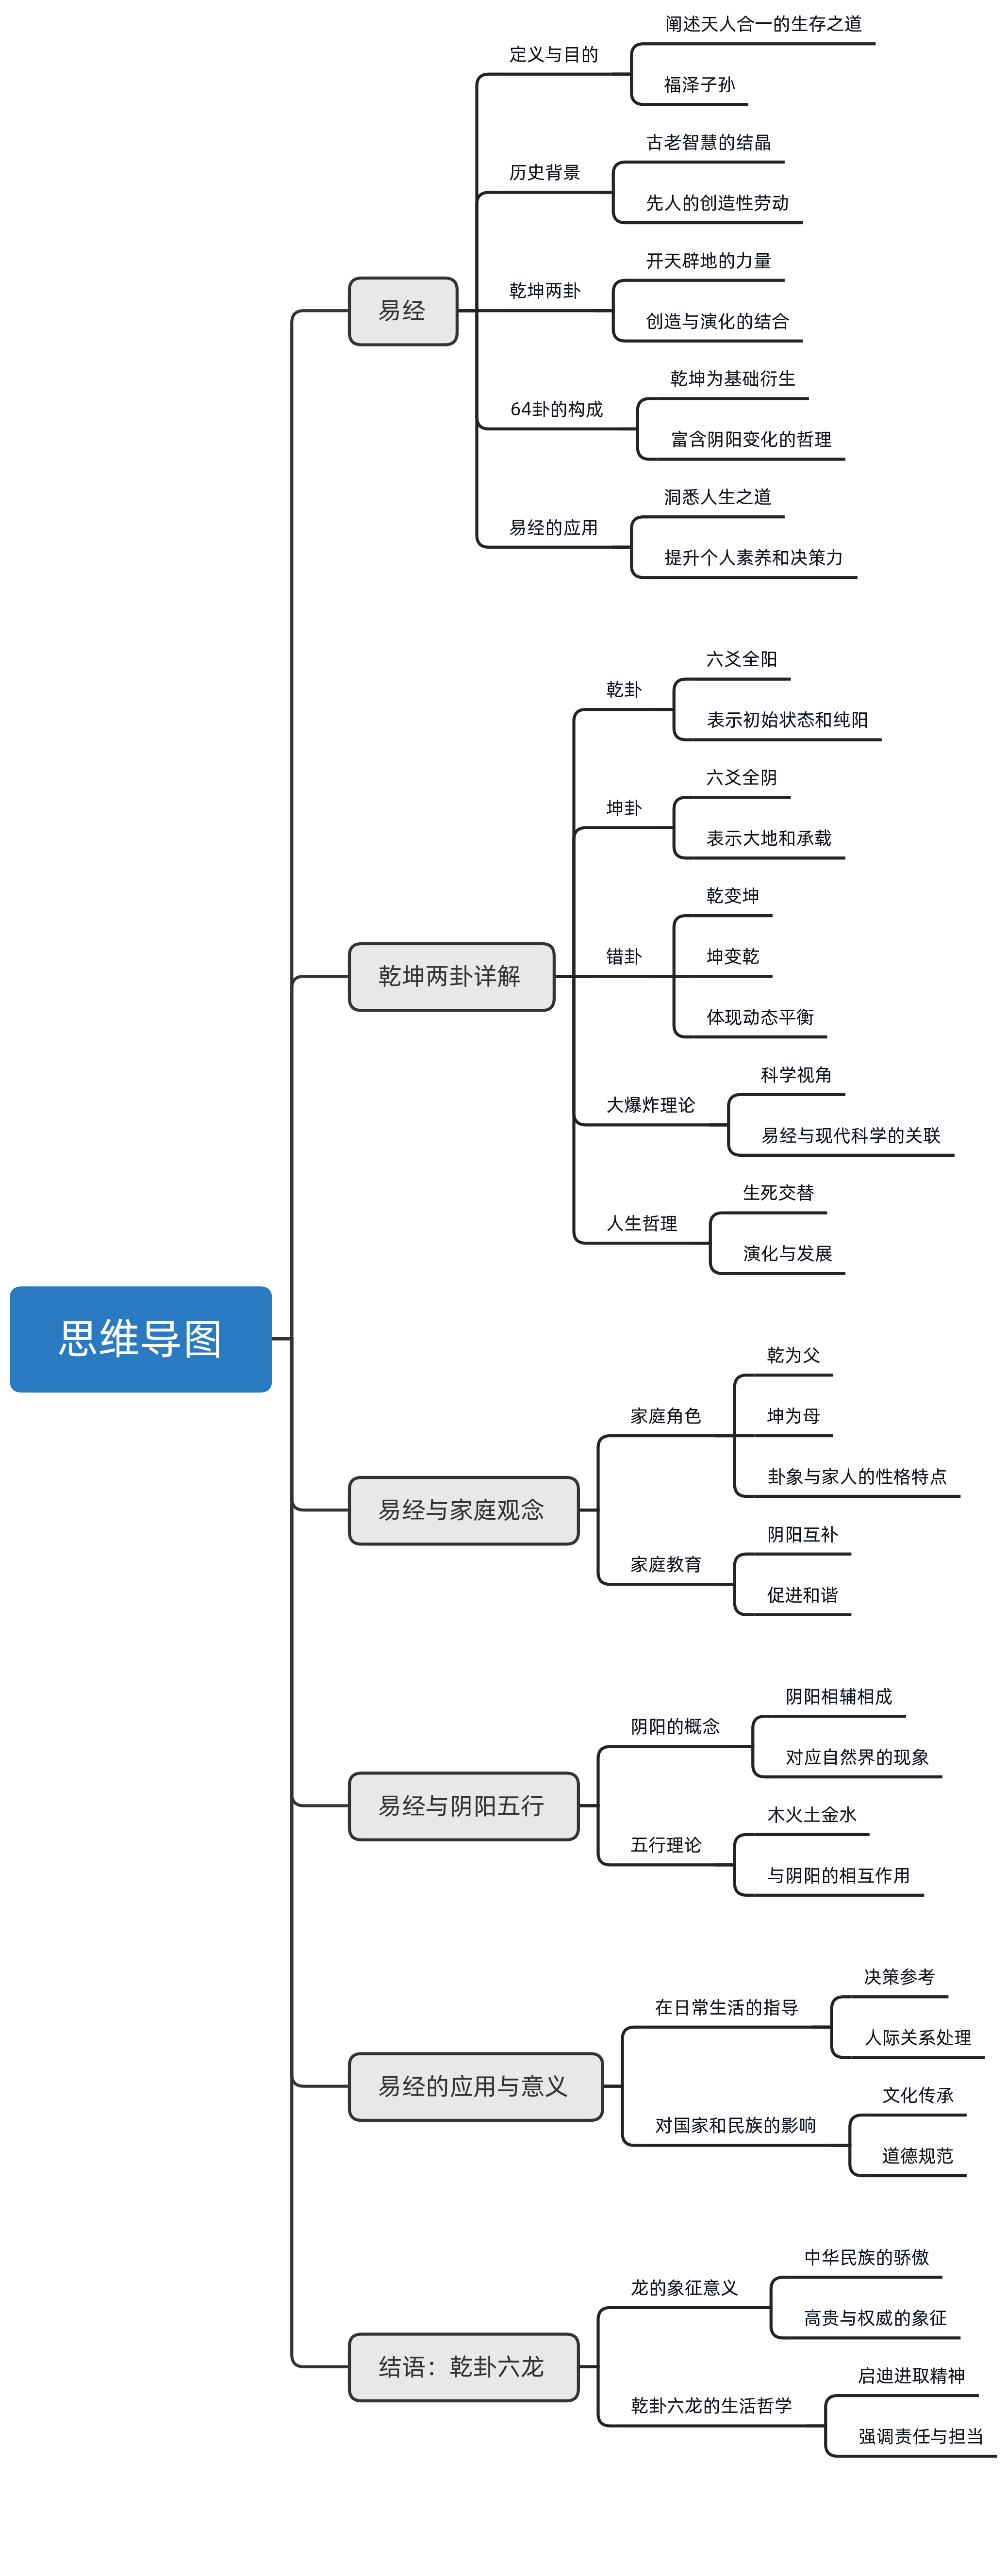 思维导图
易经
定义与目的
阐述天人合一的生存之道
福泽子孙
历史背景
古老智慧的结晶
先人的创造性劳动
乾坤两卦
开天辟地的力量
创造与演化的结合
64卦的构成
乾坤为基础衍生
富含阴阳变化的哲理
易经的应用
洞悉人生之道
提升个人素养和决策力
乾坤两卦详解
乾卦
六爻全阳
表示初始状态和纯阳
坤卦
六爻全阴
表示大地和承载
错卦
乾变坤
坤变乾
体现动态平衡
大爆炸理论
科学视角
易经与现代科学的关联
人生哲理
生死交替
演化与发展
易经与家庭观念
家庭角色
乾为父
坤为母
卦象与家人的性格特点
家庭教育
阴阳互补
促进和谐
易经与阴阳五行
阴阳的概念
阴阳相辅相成
对应自然界的现象
五行理论
木火土金水
与阴阳的相互作用
易经的应用与意义
在日常生活的指导
决策参考
人际关系处理
对国家和民族的影响
文化传承
道德规范
结语：乾卦六龙
龙的象征意义
中华民族的骄傲
高贵与权威的象征
乾卦六龙的生活哲学
启迪进取精神
强调责任与担当